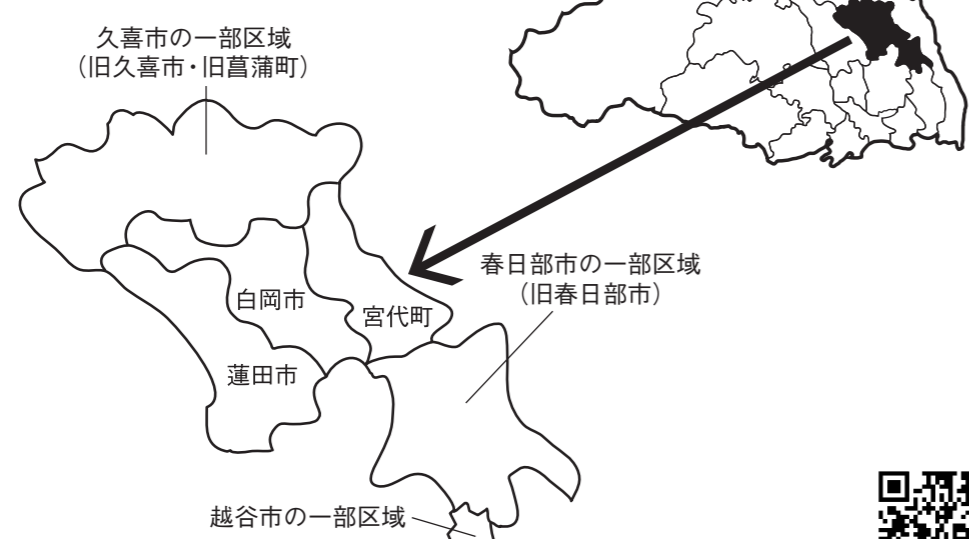 久喜市の一部区域
(旧久喜市・旧菖蒲町)
春日部市の一部区域
(旧春日部市)
白岡市
宮代町
蓮田市
越谷市の一部区域